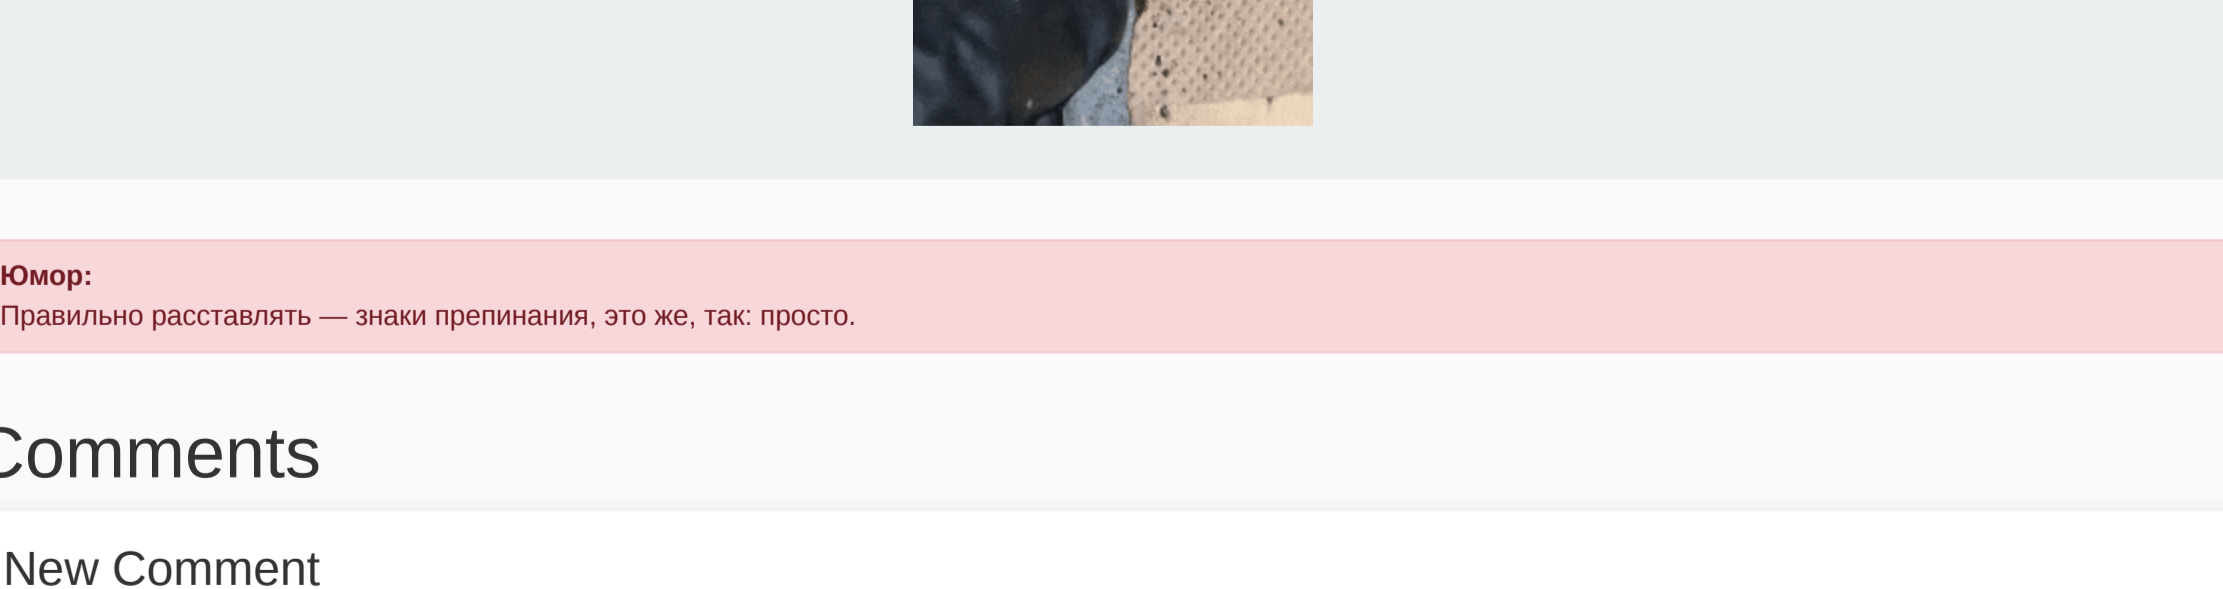 Юмор:
Правильно расставлять — знаки препинания, это же, так: просто.
Comments
New Comment